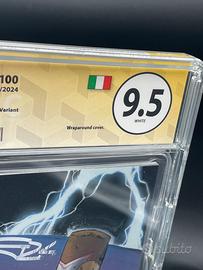 100
/2024
Variant
9.5
WHITE
Wraparound cover.
subito